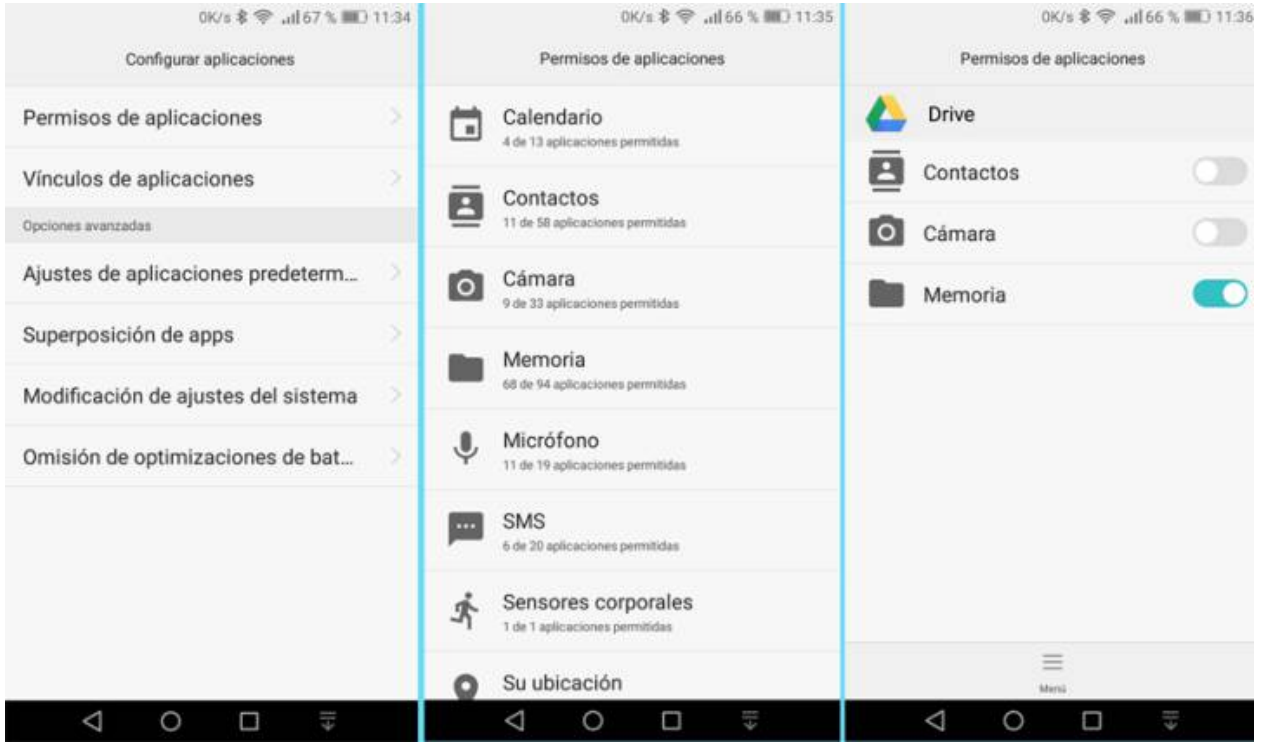 0K/s 67 % 11:34
Configurar aplicaciones
Permisos de aplicaciones
Vínculos de aplicaciones
Opciones avanzadas
Ajustes de aplicaciones predeterm...
Superposición de apps
Modificación de ajustes del sistema
Omisión de optimizaciones de bat...
0K/s 66 % 11:35
Permisos de aplicaciones
Calendario
4 de 13 aplicaciones permitidas
Contactos
11 de 58 aplicaciones permitidas
Cámara
9 de 33 aplicaciones permitidas
Memoria
68 de 94 aplicaciones permitidas
Micrófono
11 de 19 aplicaciones permitidas
SMS
6 de 20 aplicaciones permitidas
Sensores corporales
1 de 1 aplicaciones permitidas
Su ubicación
0K/s 66 % 11:36
Permisos de aplicaciones
Drive
Contactos
Cámara
Memoria
Menú